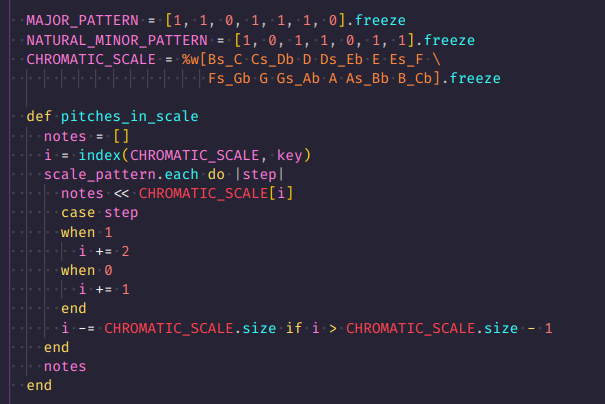 MAJOR_PATTERN = [1, 1, 0, 1, 1, 1, 0].freeze
NATURAL_MINOR_PATTERN = [1, 0, 1, 1, 0, 1, 1].freeze
CHROMATIC_SCALE = %w[Bs_C Cs_Db D Ds_Eb E Es_F \
Fs_Gb G Gs_Ab A As_Bb B_Cb].freeze
def pitches_in_scale
notes = []
i = index(CHROMATIC_SCALE, key)
scale_pattern.each do |step|
notes << CHROMATIC_SCALE[i]
case step
when 1
i += 2
when 0
i += 1
end
i -= CHROMATIC_SCALE.size if i > CHROMATIC_SCALE.size - 1
end
notes
end